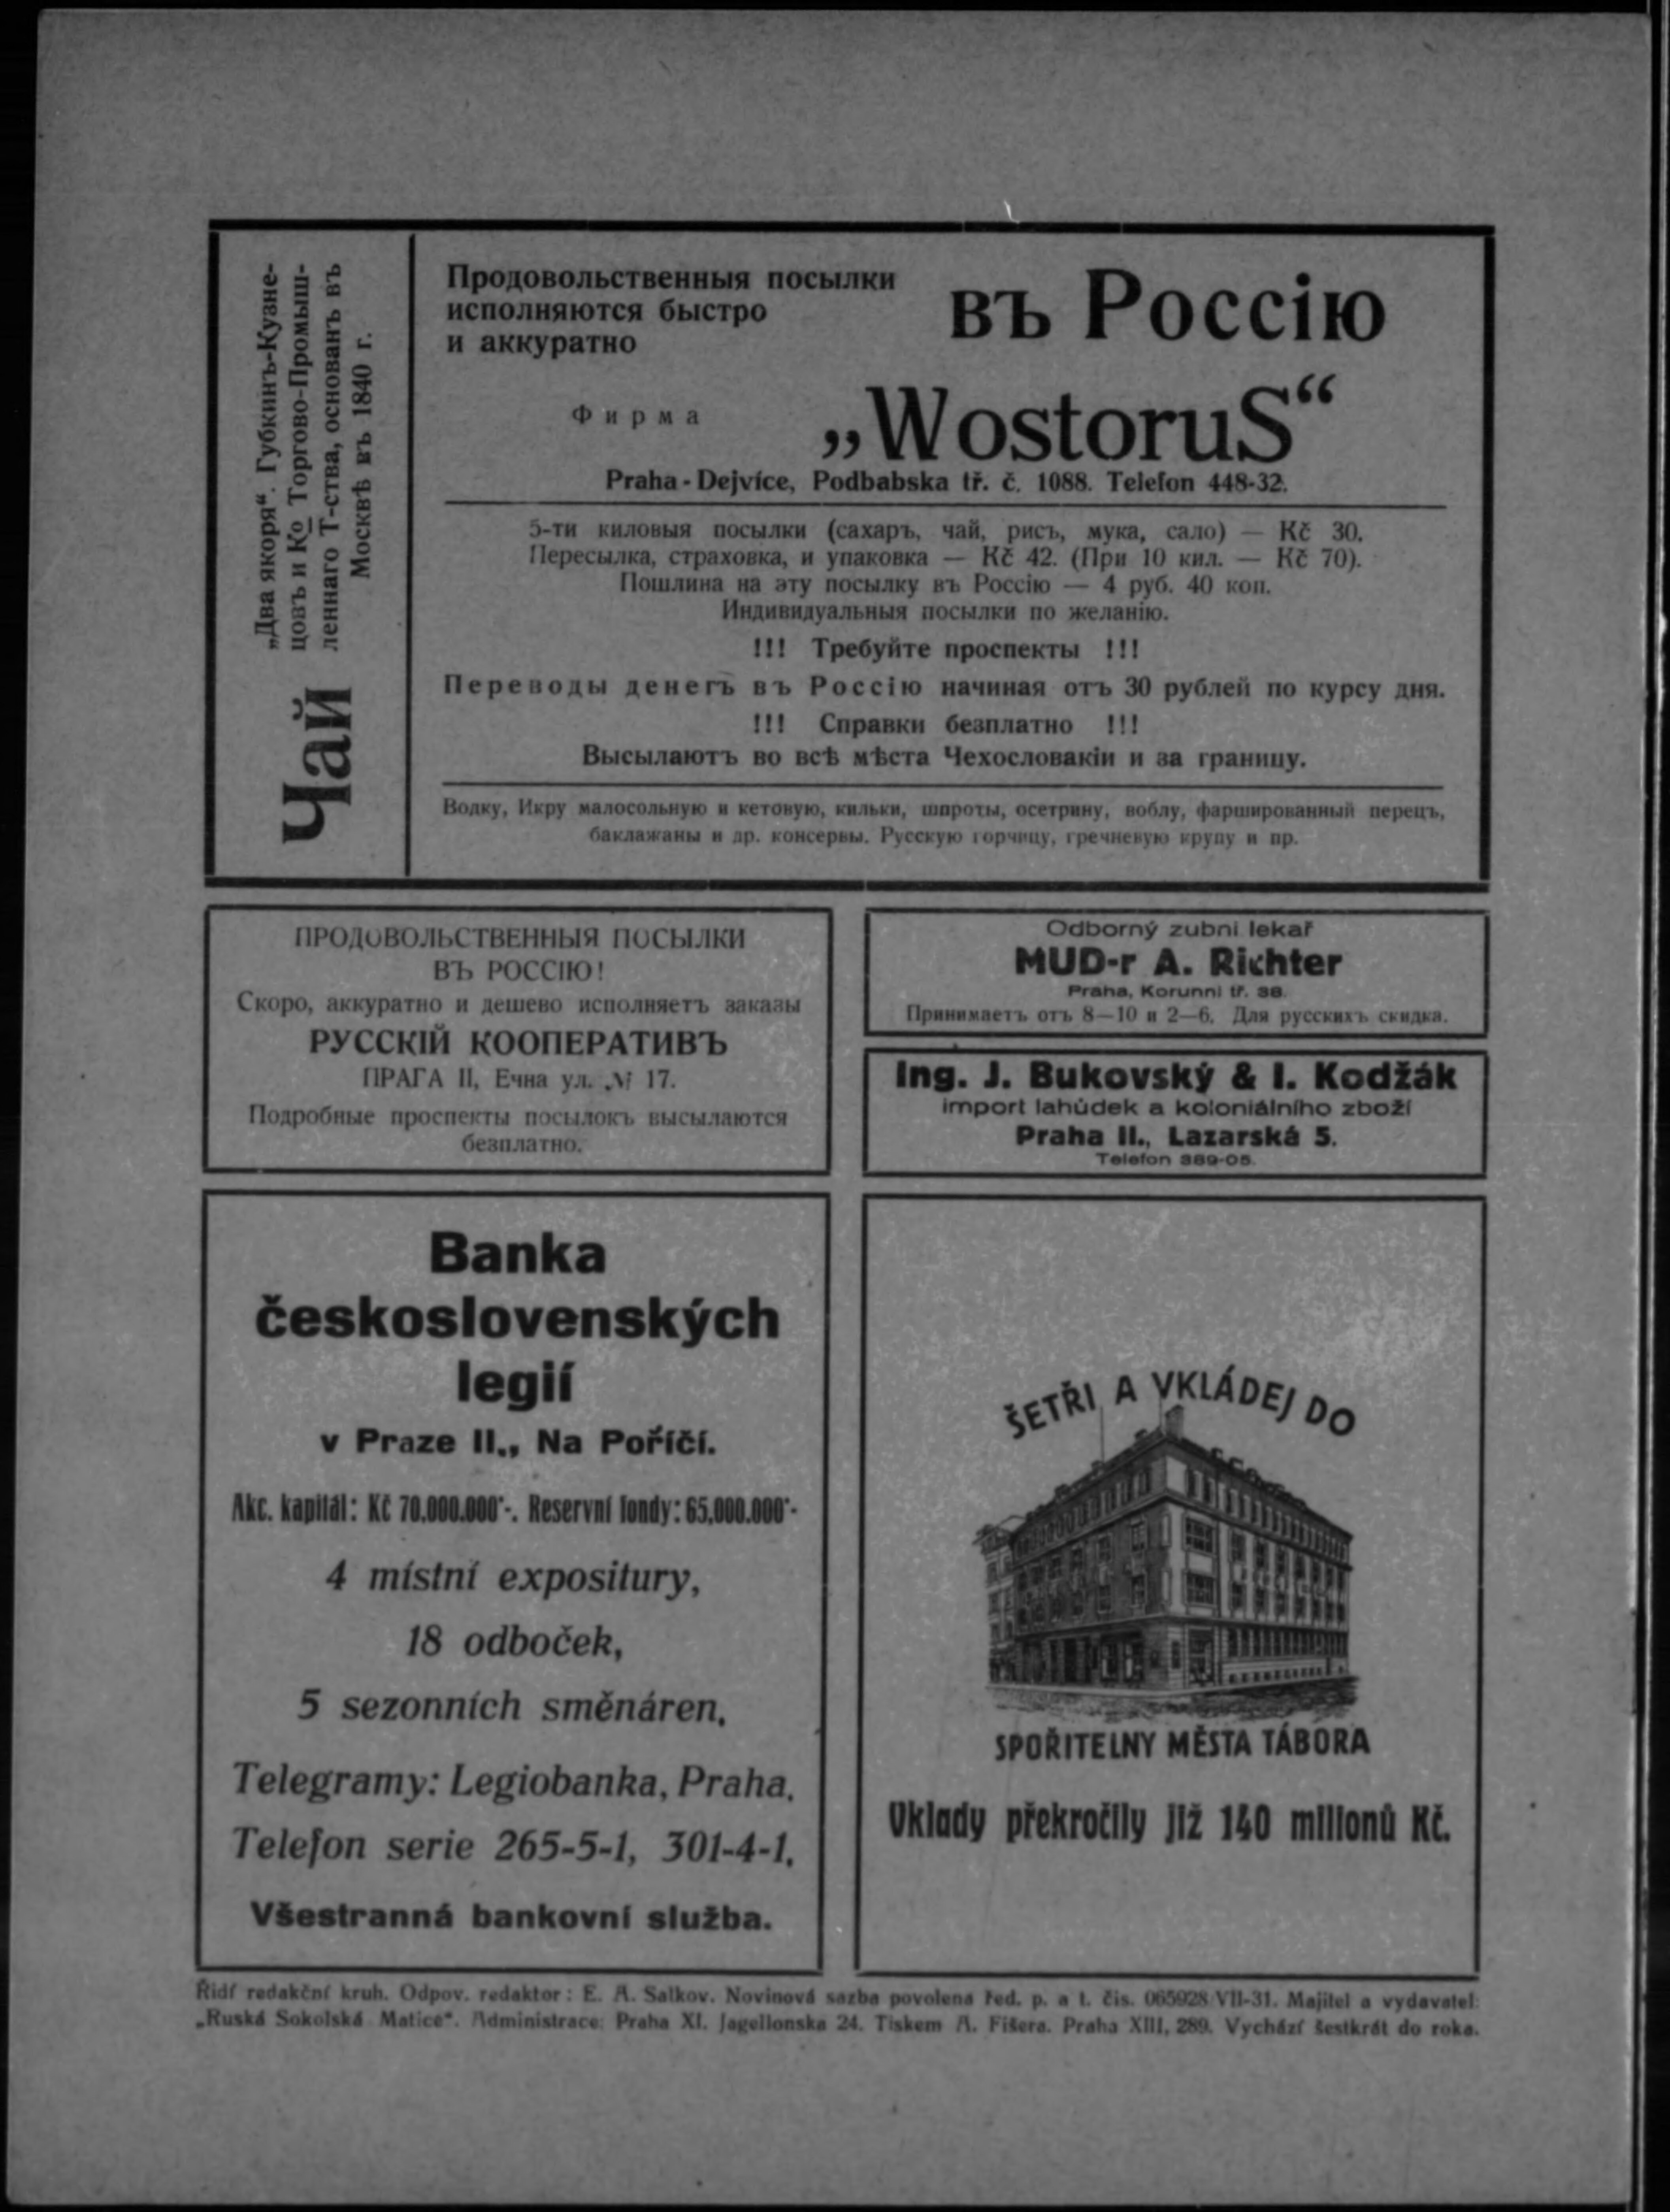 Чай
„Два якоря“. Губкинъ-Кузне-
цовъ и Ко Торгово-Промыш-
леннаго Т-ства, основанъ въ
Москвѣ въ 1840 г.
Продовольственныя посылки
исполняются быстро
и аккуратно
въ Россію
Фирма
„WostoruS“
Praha - Dejvice, Podbabska tř. č. 1088. Telefon 448-32.
5-ти киловыя посылки (сахаръ, чай, рисъ, мука, сало) — Kč 30.
Пересылка, страховка, и упаковка — Kč 42. (При 10 кил. — Kč 70).
Пошлина на эту посылку въ Россію — 4 руб. 40 коп.
Индивидуальныя посылки по желанію.
!!! Требуйте проспекты !!!
Переводы денегъ въ Россію начиная отъ 30 рублей по курсу дня.
!!! Справки безплатно !!!
Высылаютъ во всѣ мѣста Чехословакіи и за границу.
Водку, Икру малосольную и кетовую, кильки, шпроты, осетрину, воблу, фаршированный перецъ,
баклажаны и др. консервы. Русскую горчицу, гречневую крупу и пр.
ПРОДОВОЛЬСТВЕННЫЯ ПОСЫЛКИ
ВЪ РОССІЮ!
Скоро, аккуратно и дешево исполняетъ заказы
РУССКІЙ КООПЕРАТИВЪ
ПРАГА II, Ечна ул. № 17.
Подробные проспекты посылокъ высылаются
безплатно.
Odborný zubni lekař
MUD-r A. Richter
Praha, Korunni tř. 38.
Принимаетъ отъ 8—10 и 2—6. Для русскихъ скидка.
Ing. J. Bukovský & I. Kodžák
import lahůdek a koloniálního zboží
Praha II., Lazarská 5.
Telefon 389-05.
Banka
československých
legií
v Praze II., Na Poříčí.
Akc. kapitál: Kč 70.000.000·-. Reservní fondy: 65.000.000·-
4 místní expositury,
18 odboček,
5 sezonních směnáren.
Telegramy: Legiobanka, Praha.
Telefon serie 265-5-1, 301-4-1.
Všestranná bankovní služba.
ŠETŘI A VKLÁDEJ DO
SPOŘITELNY MĚSTA TÁBORA
Vklady překročily již 140 milionů Kč.
Řidí redakční kruh. Odpov. redaktor: E. A. Salkov. Novinová sazba povolena řed. p. a t. čis. 065928/VII-31. Majitel a vydavatel:
„Ruská Sokolská Matice“. Administrace: Praha XI. Jagellonska 24. Tiskem A. Fišera. Praha XIII, 289. Vychází šestkrát do roka.